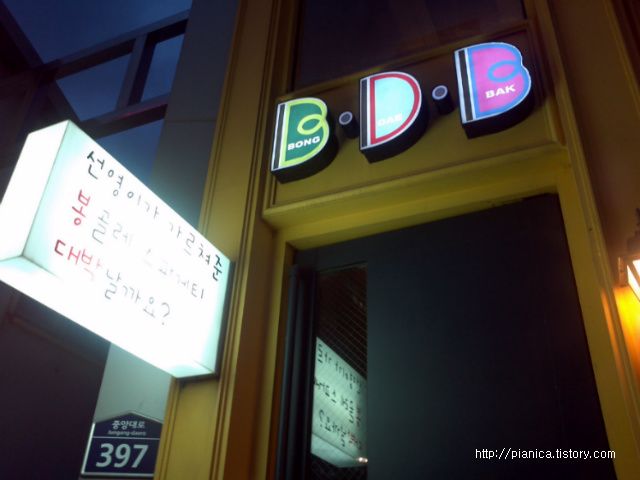 B·D·B
BONG DAE BAK
선영이가 가르쳐준
봉골레 스파게티
대박날까요?
중앙대로
Jungang-daero
397
http://pianica.tistory.com